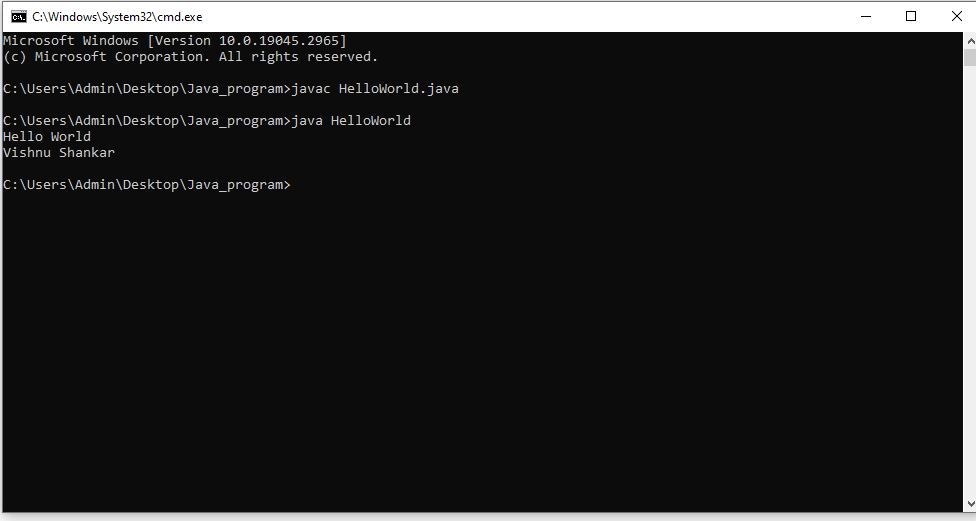 C:\Windows\System32\cmd.exe
Microsoft Windows [Version 10.0.19045.2965]
(c) Microsoft Corporation. All rights reserved.
C:\Users\Admin\Desktop\Java_program>javac HelloWorld.java
C:\Users\Admin\Desktop\Java_program>java HelloWorld
Hello World
Vishnu Shankar
C:\Users\Admin\Desktop\Java_program>